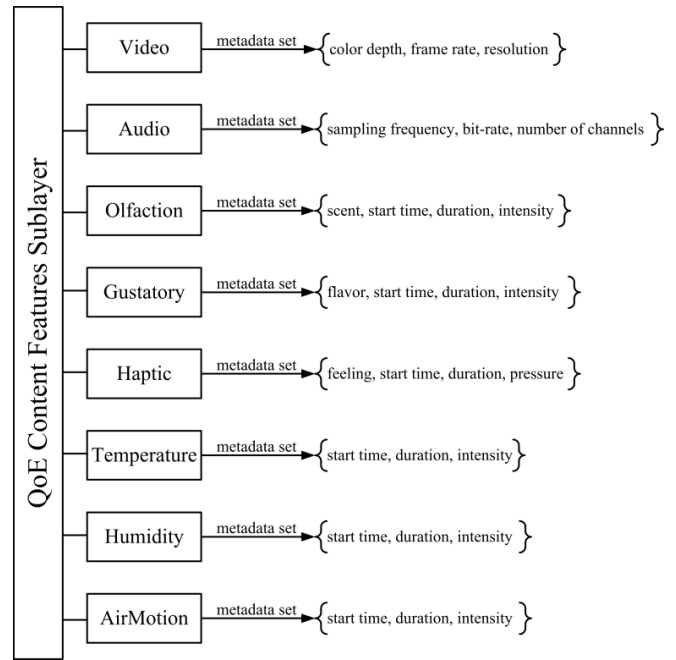 QoE Content Features Sublayer
Video metadata set {color depth, frame rate, resolution}
Audio metadata set {sampling frequency, bit-rate, number of channels}
Olfaction metadata set {scent, start time, duration, intensity}
Gustatory metadata set {flavor, start time, duration, intensity}
Haptic metadata set {feeling, start time, duration, pressure}
Temperature metadata set {start time, duration, intensity}
Humidity metadata set {start time, duration, intensity}
AirMotion metadata set {start time, duration, intensity}